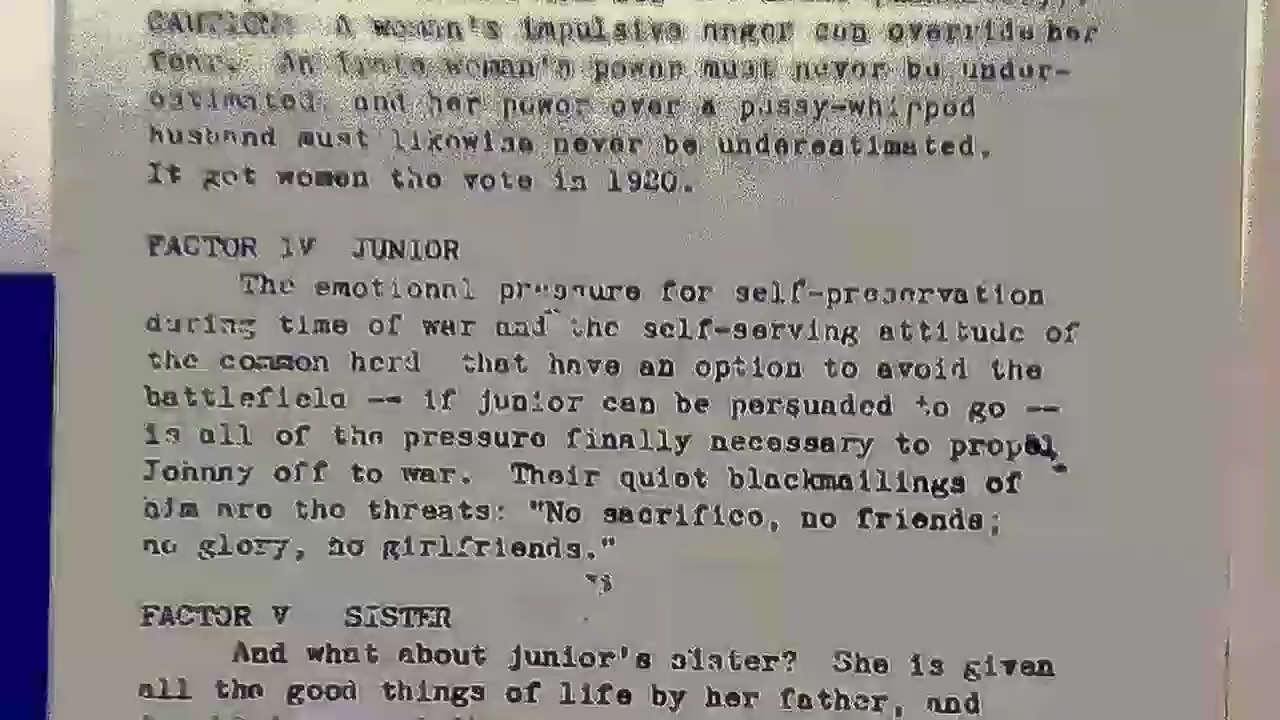 CAUTION: A woman's impulsive anger can override her
fear. An irate woman's power must never be under-
estimated, and her power over a pussy-whipped
husband must likewise never be underestimated.
It got women the vote in 1920.
FACTOR IV JUNIOR
The emotional pressure for self-preservation
during time of war and the self-serving attitude of
the common herd that have an option to avoid the
battlefield -- if junior can be persuaded to go --
is all of the pressure finally necessary to propel
Johnny off to war. Their quiet blackmailings of
him are the threats: "No sacrifice, no friends;
no glory, no girlfriends."
FACTOR V SISTER
And what about junior's sister? She is given
all the good things of life by her father, and